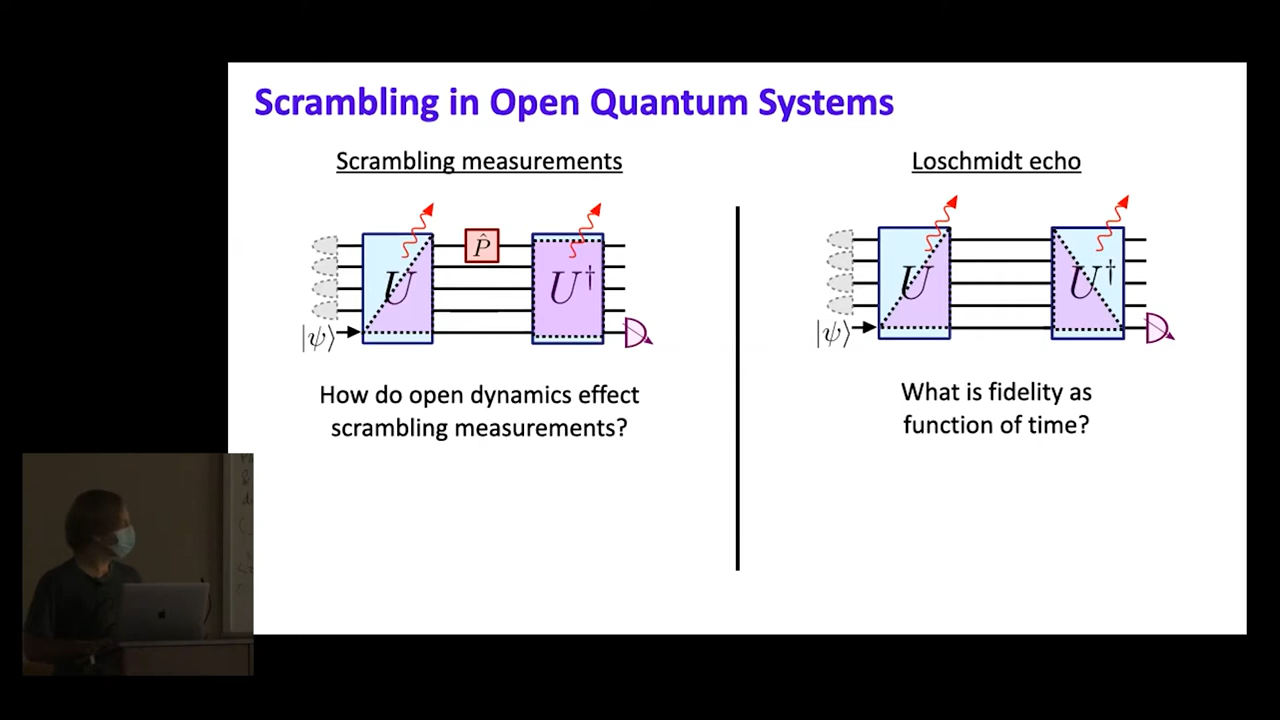 Scrambling in Open Quantum Systems
Scrambling measurements
Loschmidt echo
U
P̂
U†
|ψ⟩
U
U†
|ψ⟩
How do open dynamics effect
scrambling measurements?
What is fidelity as
function of time?